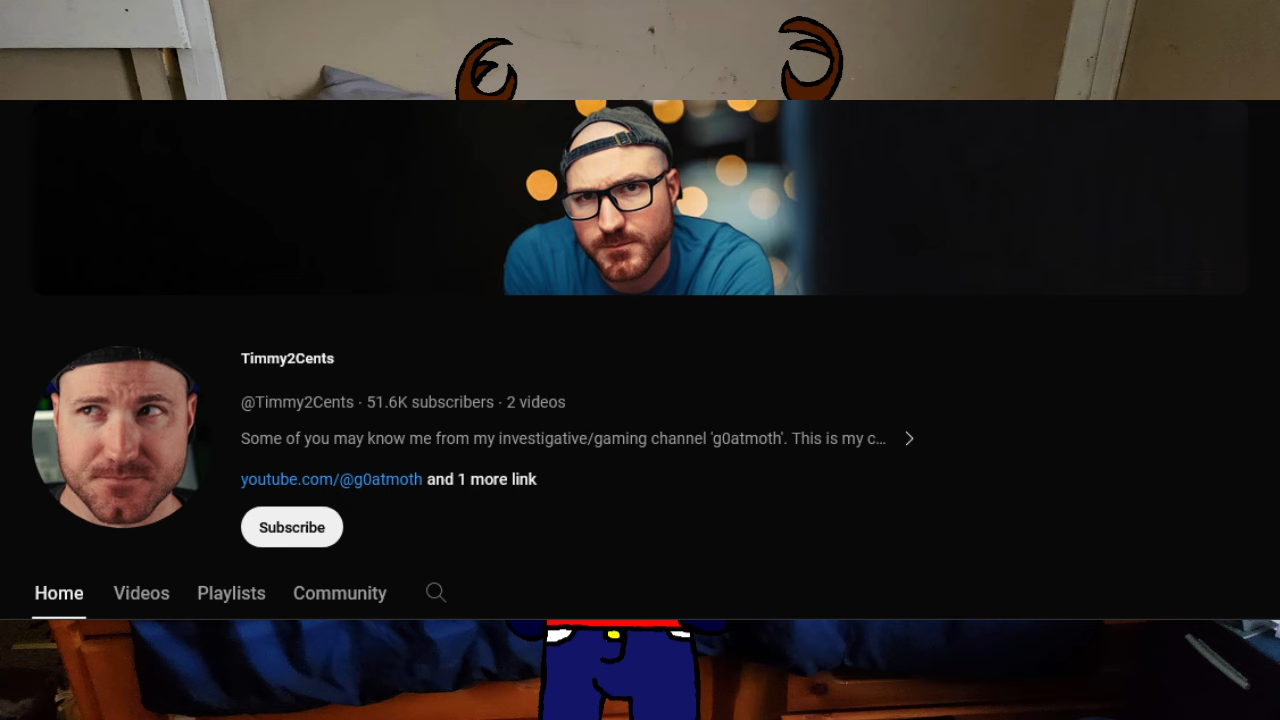 Timmy2Cents
@Timmy2Cents · 51.6K subscribers · 2 videos
Some of you may know me from my investigative/gaming channel 'g0atmoth'. This is my c...
youtube.com/@g0atmoth and 1 more link
Subscribe
Home Videos Playlists Community